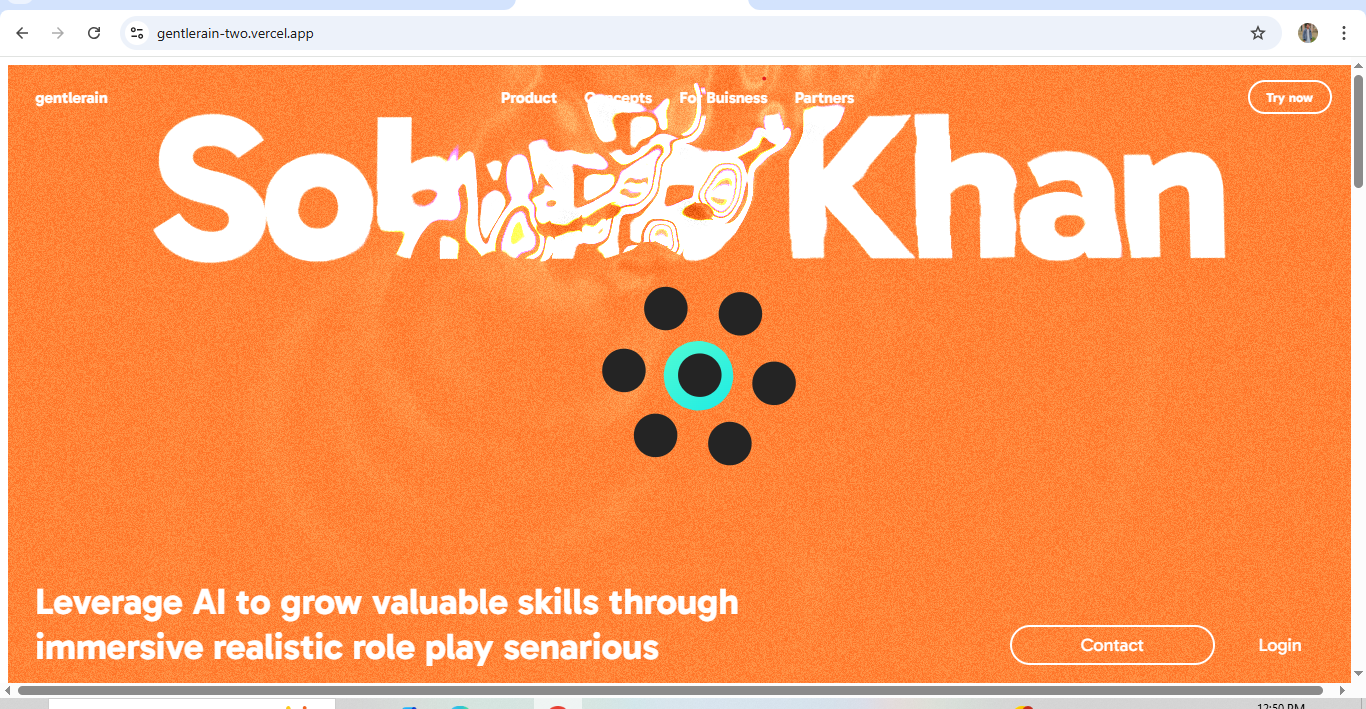 gentlerain-two.vercel.app
gentlerain
Product Concepts For Buisness Partners
Try now
Khan
Leverage AI to grow valuable skills through
immersive realistic role play senarious
Contact
Login